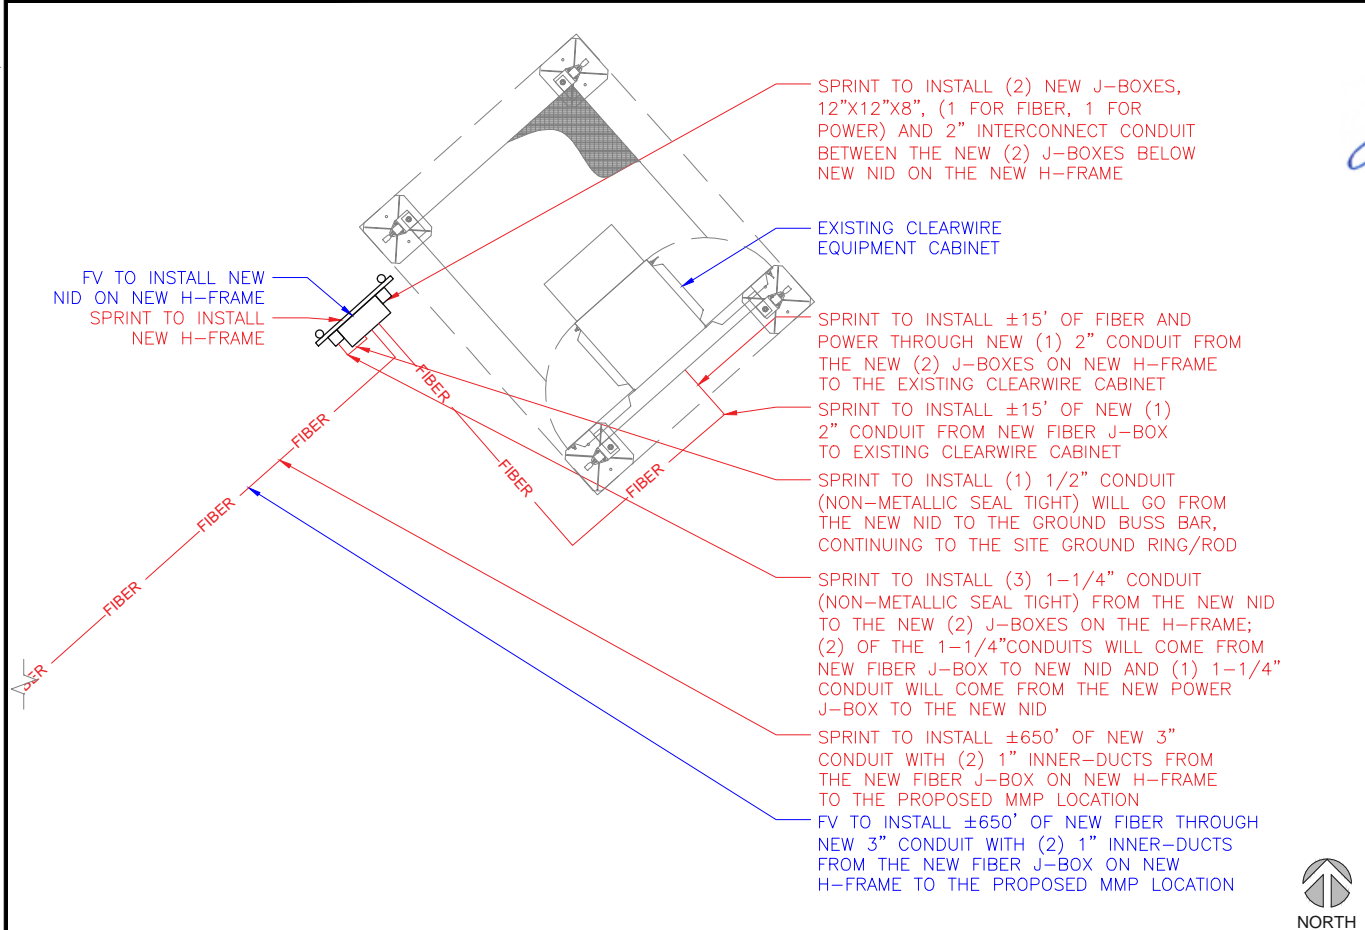 SPRINT TO INSTALL (2) NEW J-BOXES,
12"X12"X8", (1 FOR FIBER, 1 FOR
POWER) AND 2" INTERCONNECT CONDUIT
BETWEEN THE NEW (2) J-BOXES BELOW
NEW NID ON THE NEW H-FRAME
EXISTING CLEARWIRE
EQUIPMENT CABINET
FV TO INSTALL NEW
NID ON NEW H-FRAME
SPRINT TO INSTALL
NEW H-FRAME
SPRINT TO INSTALL ±15' OF FIBER AND
POWER THROUGH NEW (1) 2" CONDUIT FROM
THE NEW (2) J-BOXES ON NEW H-FRAME
TO THE EXISTING CLEARWIRE CABINET
SPRINT TO INSTALL ±15' OF NEW (1)
2" CONDUIT FROM NEW FIBER J-BOX
TO EXISTING CLEARWIRE CABINET
SPRINT TO INSTALL (1) 1/2" CONDUIT
(NON-METALLIC SEAL TIGHT) WILL GO FROM
THE NEW NID TO THE GROUND BUSS BAR,
CONTINUING TO THE SITE GROUND RING/ROD
SPRINT TO INSTALL (3) 1-1/4" CONDUIT
(NON-METALLIC SEAL TIGHT) FROM THE NEW NID
TO THE NEW (2) J-BOXES ON THE H-FRAME;
(2) OF THE 1-1/4"CONDUITS WILL COME FROM
NEW FIBER J-BOX TO NEW NID AND (1) 1-1/4"
CONDUIT WILL COME FROM THE NEW POWER
J-BOX TO THE NEW NID
SPRINT TO INSTALL ±650' OF NEW 3"
CONDUIT WITH (2) 1" INNER-DUCTS FROM
THE NEW FIBER J-BOX ON NEW H-FRAME
TO THE PROPOSED MMP LOCATION
FV TO INSTALL ±650' OF NEW FIBER THROUGH
NEW 3" CONDUIT WITH (2) 1" INNER-DUCTS
FROM THE NEW FIBER J-BOX ON NEW
H-FRAME TO THE PROPOSED MMP LOCATION
FIBER
FIBER
FIBER
FIBER
FIBER
FIBER
NORTH